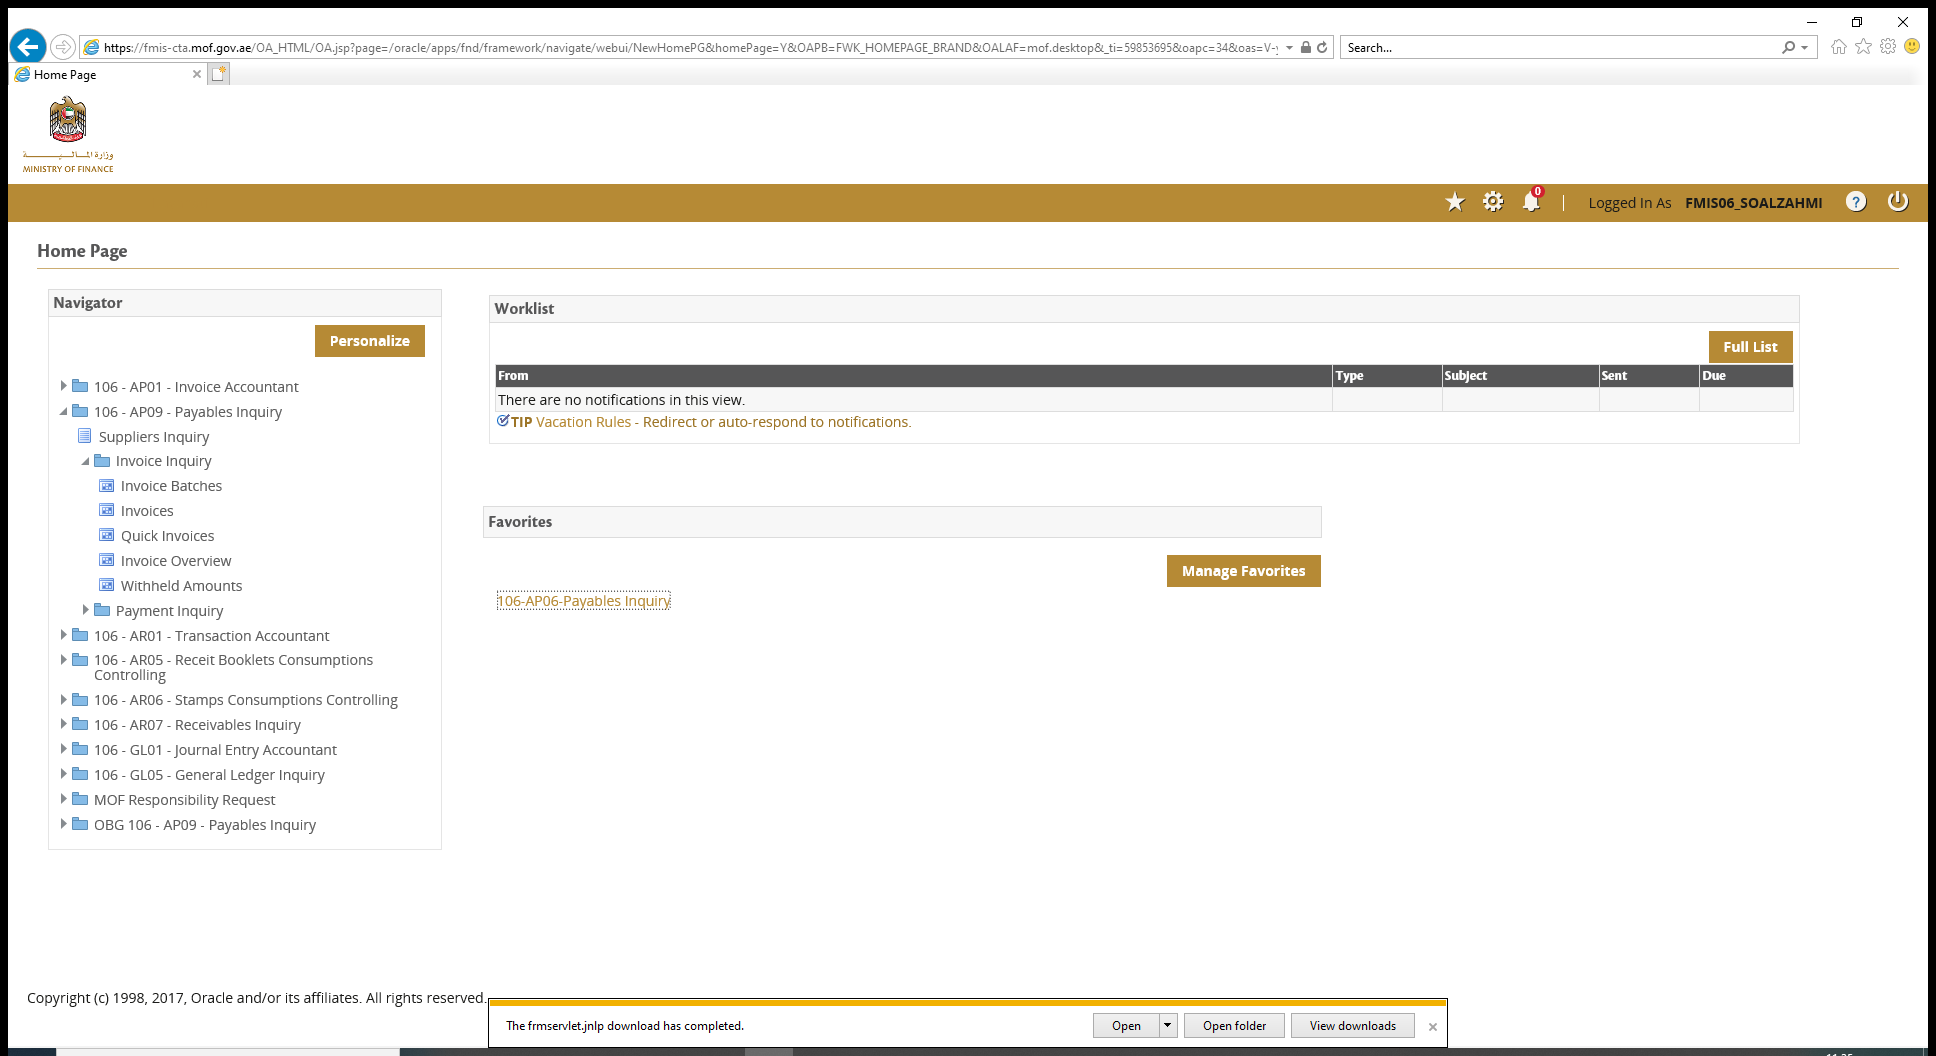 https://fmis-cta.mof.gov.ae/OA_HTML/OA.jsp?page=/oracle/apps/fnd/framework/navigate/webui/NewHomePG&homePage=Y&OAPB=FWK_HOMEPAGE_BRAND&OALAF=mof.desktop&_ti=59853695&oapc=34&oas=V-y
Search...
Home Page
وزارة المالية
MINISTRY OF FINANCE
0
Logged In As FMIS06_SOALZAHMI
?
Home Page
Navigator
Personalize
106 - AP01 - Invoice Accountant
106 - AP09 - Payables Inquiry
Suppliers Inquiry
Invoice Inquiry
Invoice Batches
Invoices
Quick Invoices
Invoice Overview
Withheld Amounts
Payment Inquiry
106 - AR01 - Transaction Accountant
106 - AR05 - Receit Booklets Consumptions
Controlling
106 - AR06 - Stamps Consumptions Controlling
106 - AR07 - Receivables Inquiry
106 - GL01 - Journal Entry Accountant
106 - GL05 - General Ledger Inquiry
MOF Responsibility Request
OBG 106 - AP09 - Payables Inquiry
Worklist
Full List
From Type Subject Sent Due
There are no notifications in this view.
TIP Vacation Rules - Redirect or auto-respond to notifications.
Favorites
Manage Favorites
106-AP06-Payables Inquiry
Copyright (c) 1998, 2017, Oracle and/or its affiliates. All rights reserved.
The frmservlet.jnlp download has completed.
Open
Open folder
View downloads